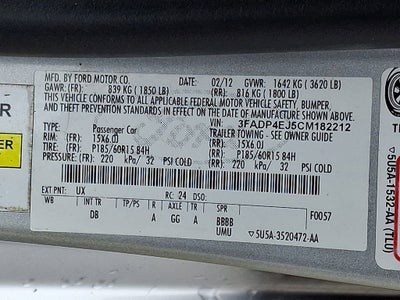 MFD. BY FORD MOTOR CO.
DATE: 02/12 GVWR: 1642 KG ( 3620 LB)
GAWR: (FR): 839 KG ( 1850 LB) (RR): 816 KG ( 1800 LB)
THIS VEHICLE CONFORMS TO ALL APPLICABLE FEDERAL MOTOR VEHICLE SAFETY, BUMPER,
AND THEFT PREVENTION STANDARDS IN EFFECT ON THE DATE OF MANUFACTURE SHOWN ABOVE.
VIN: 3FADP4EJ5CM182212
TYPE: Passenger Car TRAILER TOWING - SEE OWNER GUIDE
RIM: (FR): 15X6.0J (RR): 15X6.0J
TIRE: (FR): P185/60R15 84H (RR): P185/60R15 84H
PRESSURE: (FR): 220 kPa/ 32 PSI COLD (RR): 220 kPa/ 32 PSI COLD
EXT PNT: UX RC: 24 DSO:
WB INT TR TP/PS R AXLE TR SPR F0057
DB A GG A BBBB
UMU
5U5A-3520472-AA
5U5A-1532-AA (TLU)